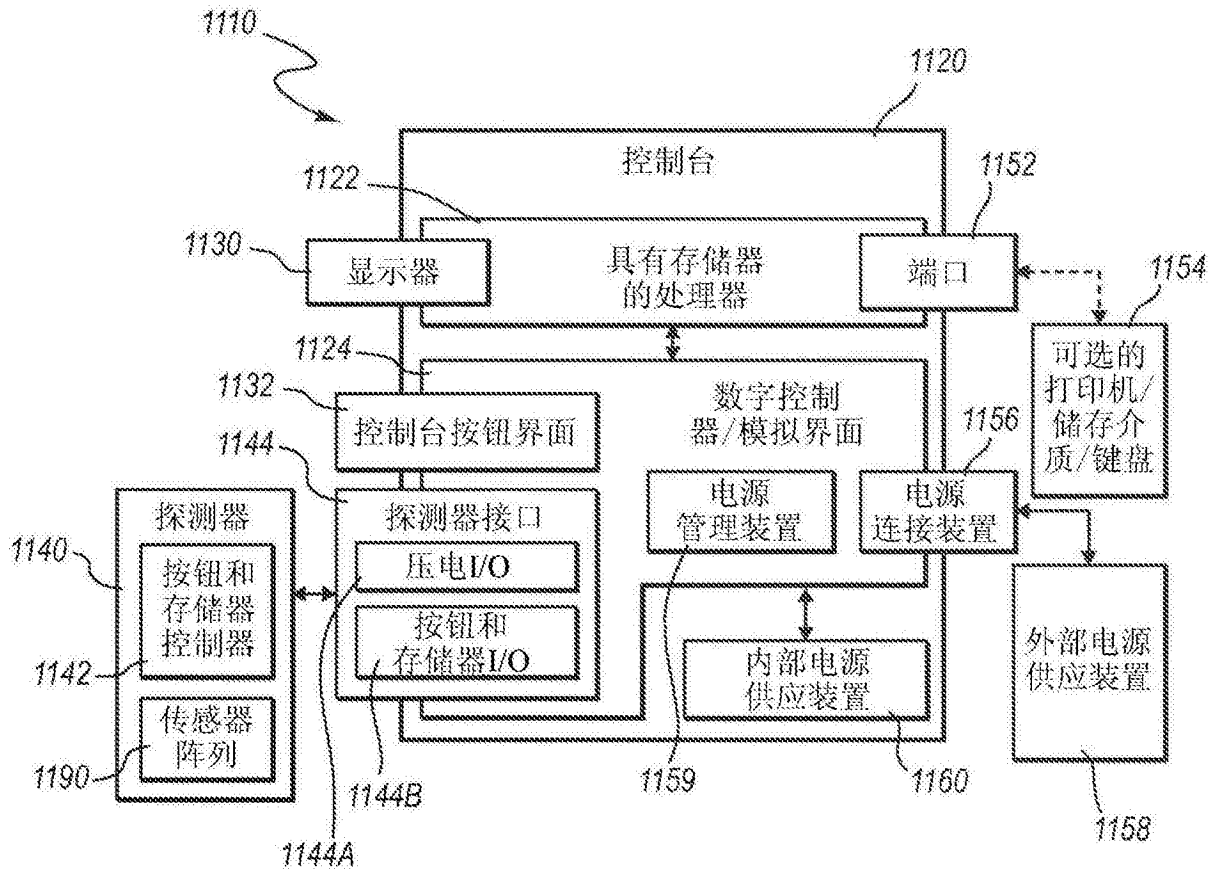 1110
1120
控制台
1122
1152
1130
显示器
具有存储器
的处理器
端口
1154
1124
可选的
打印机/
储存介
质/键盘
1132
控制台按钮界面
数字控制
器/模拟界面
1156
1144
探测器接口
电源
管理装置
电源
连接装置
探测器
1140
按钮和
存储器
控制器
压电I/O
按钮和
存储器I/O
1142
内部电源
供应装置
外部电源
供应装置
传感器
阵列
1190
1144B
1159
1160
1144A
1158